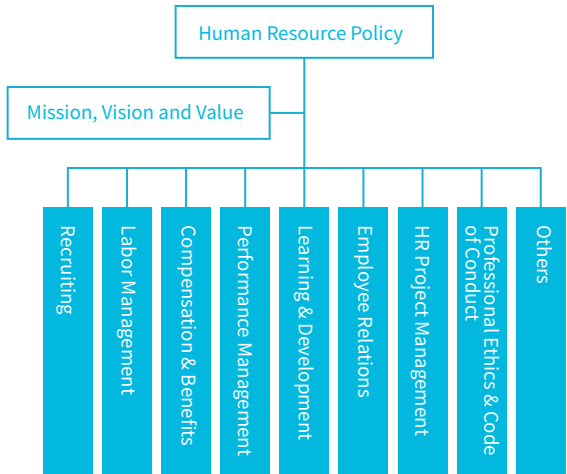 Human Resource Policy
Mission, Vision and Value
Recruiting
Labor Management
Compensation & Benefits
Performance Management
Learning & Development
Employee Relations
HR Project Management
Professional Ethics & Code
of Conduct
Others